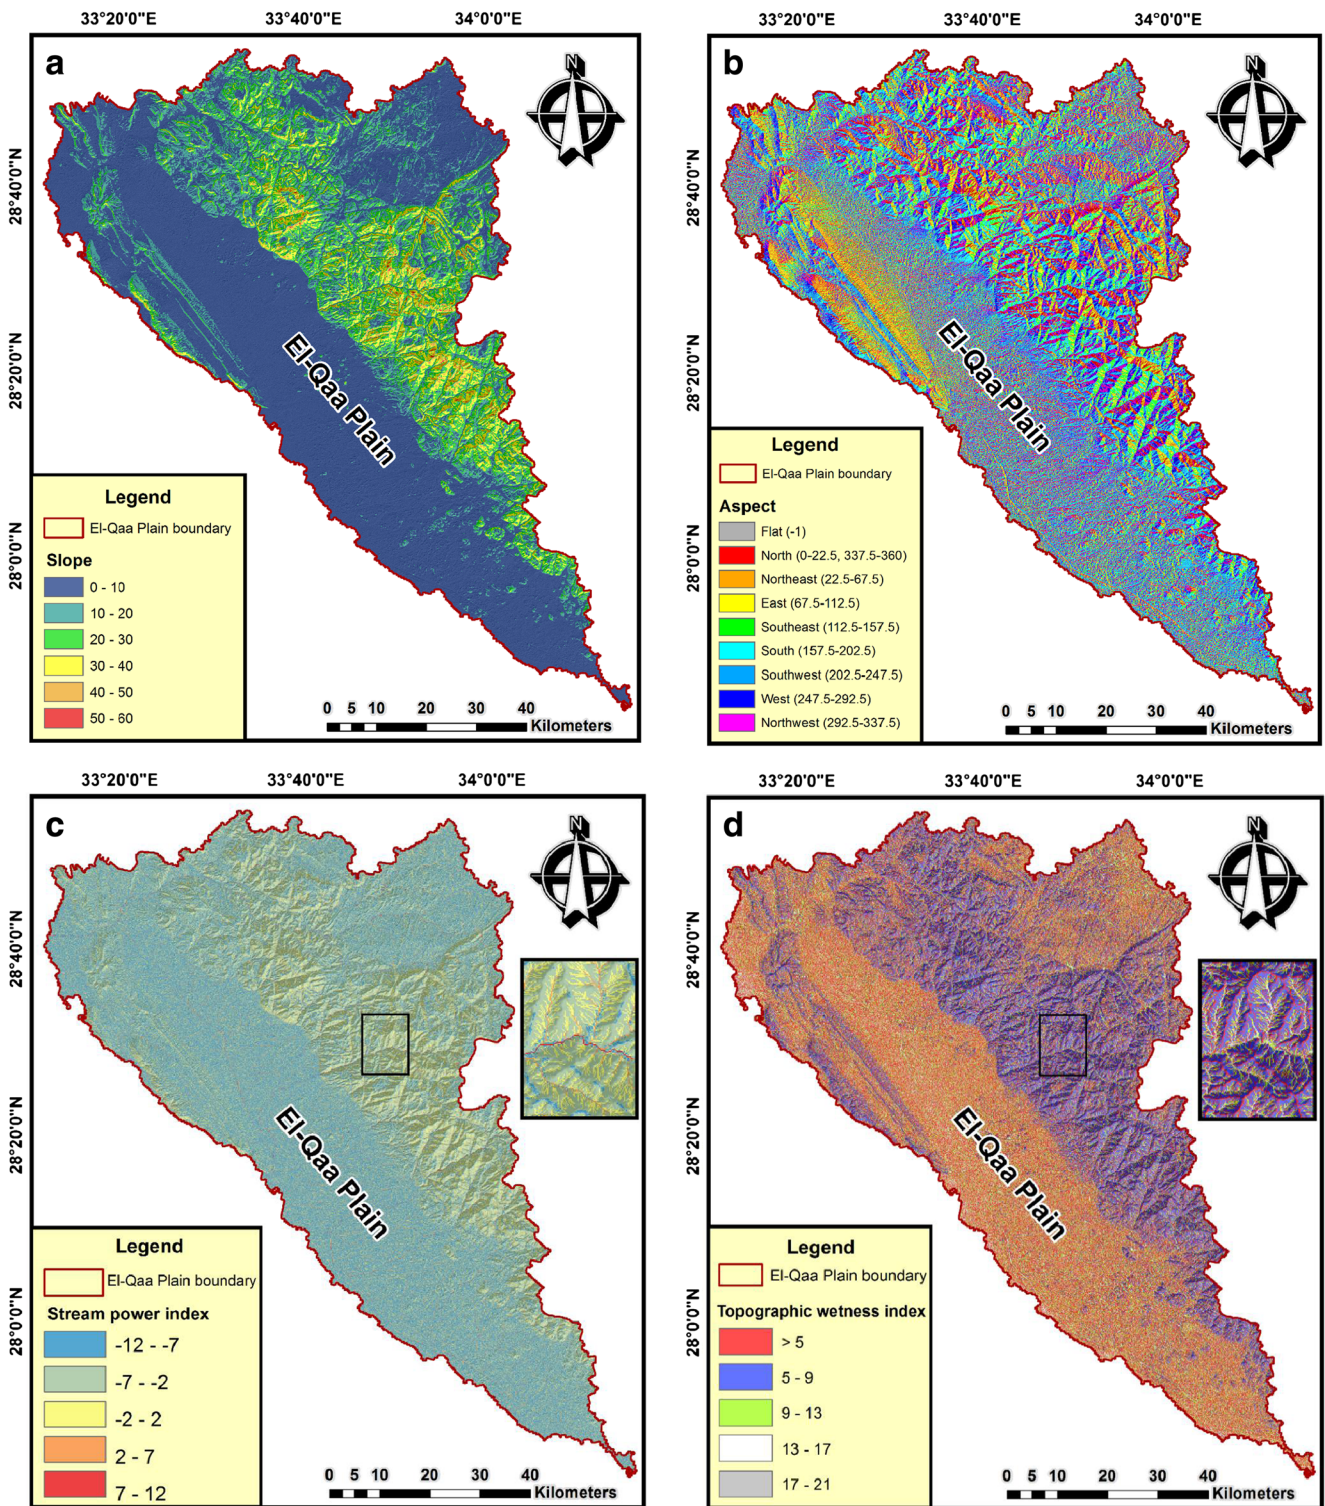 33°20'0"E 33°40'0"E 34°0'0"E
a
N
28°40'0"N
28°20'0"N
28°0'0"N
El-Qaa Plain
Legend
El-Qaa Plain boundary
Slope
0 - 10
10 - 20
20 - 30
30 - 40
40 - 50
50 - 60
0 5 10 20 30 40
Kilometers
33°20'0"E 33°40'0"E 34°0'0"E
b
N
28°40'0"N
28°20'0"N
28°0'0"N
El-Qaa Plain
Legend
El-Qaa Plain boundary
Aspect
Flat (-1)
North (0-22.5, 337.5-360)
Northeast (22.5-67.5)
East (67.5-112.5)
Southeast (112.5-157.5)
South (157.5-202.5)
Southwest (202.5-247.5)
West (247.5-292.5)
Northwest (292.5-337.5)
0 5 10 20 30 40
Kilometers
33°20'0"E 33°40'0"E 34°0'0"E
c
N
28°40'0"N
28°20'0"N
28°0'0"N
El-Qaa Plain
Legend
El-Qaa Plain boundary
Stream power index
-12 - -7
-7 - -2
-2 - 2
2 - 7
7 - 12
0 5 10 20 30 40
Kilometers
33°20'0"E 33°40'0"E 34°0'0"E
d
N
28°40'0"N
28°20'0"N
28°0'0"N
El-Qaa Plain
Legend
El-Qaa Plain boundary
Topographic wetness index
> 5
5 - 9
9 - 13
13 - 17
17 - 21
0 5 10 20 30 40
Kilometers